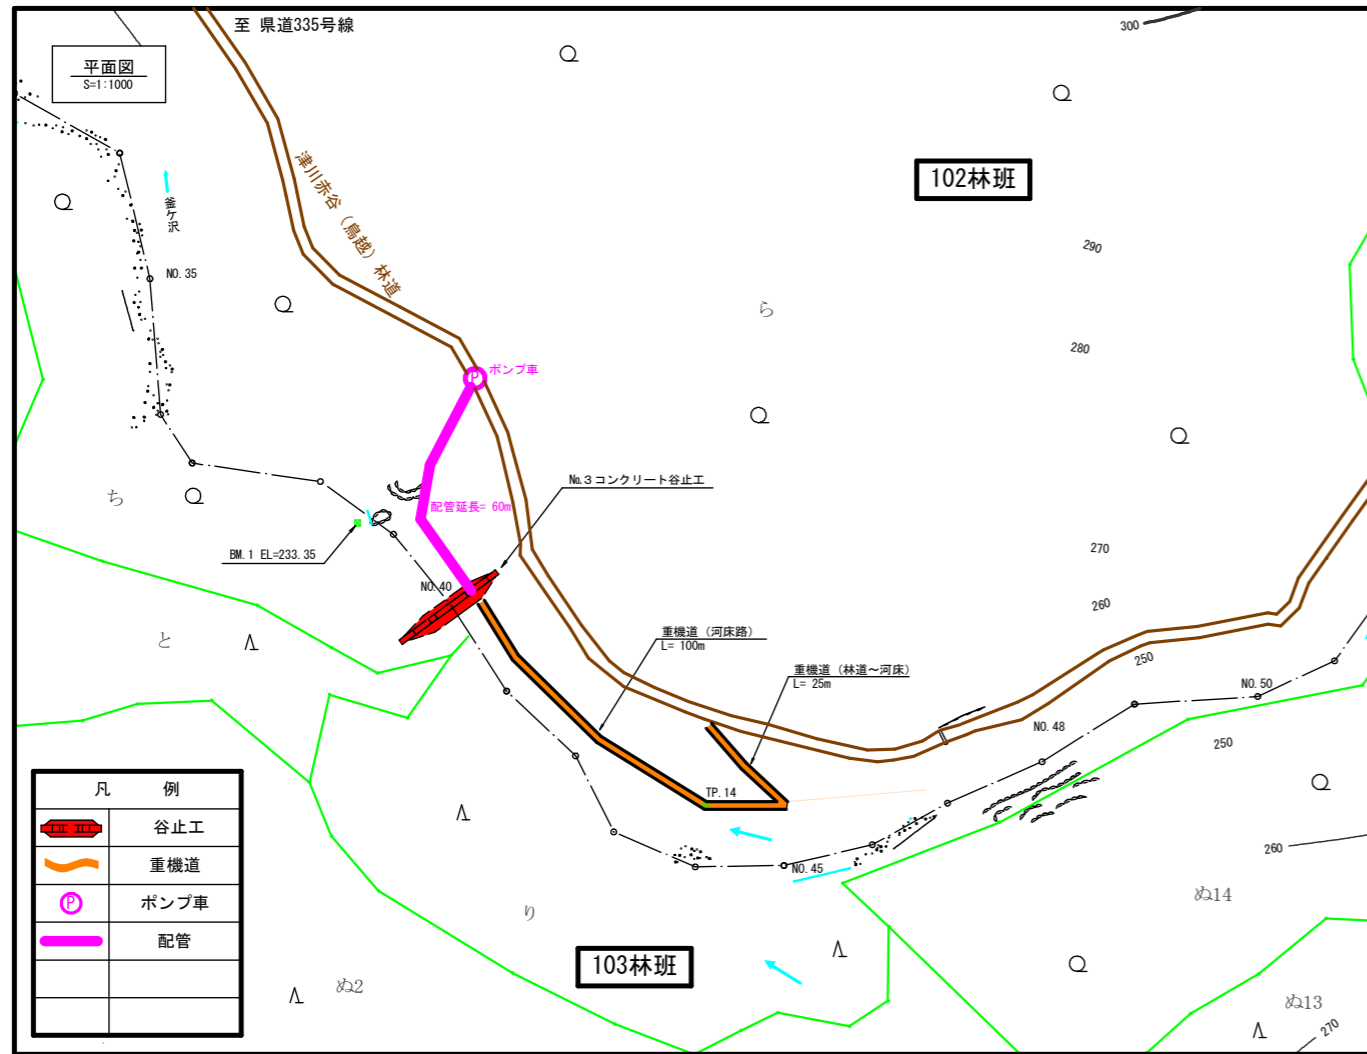 至 県道335号線
平面図
S=1:1000
300
102林班
釜ケ沢
津川赤谷（鳥越）林道
NO.35
290
ら
280
P
ポンプ車
No.3 コンクリート谷止工
ち
配管延長= 60m
BM.1 EL=233.35
270
NO.40
260
と
重機道（河床路）
L= 100m
250
重機道（林道～河床）
L= 25m
NO.50
NO.48
250
TP.14
凡 例
谷止工
重機道
P
ポンプ車
配管
260
NO.45
ぬ14
り
103林班
ぬ2
ぬ13
270